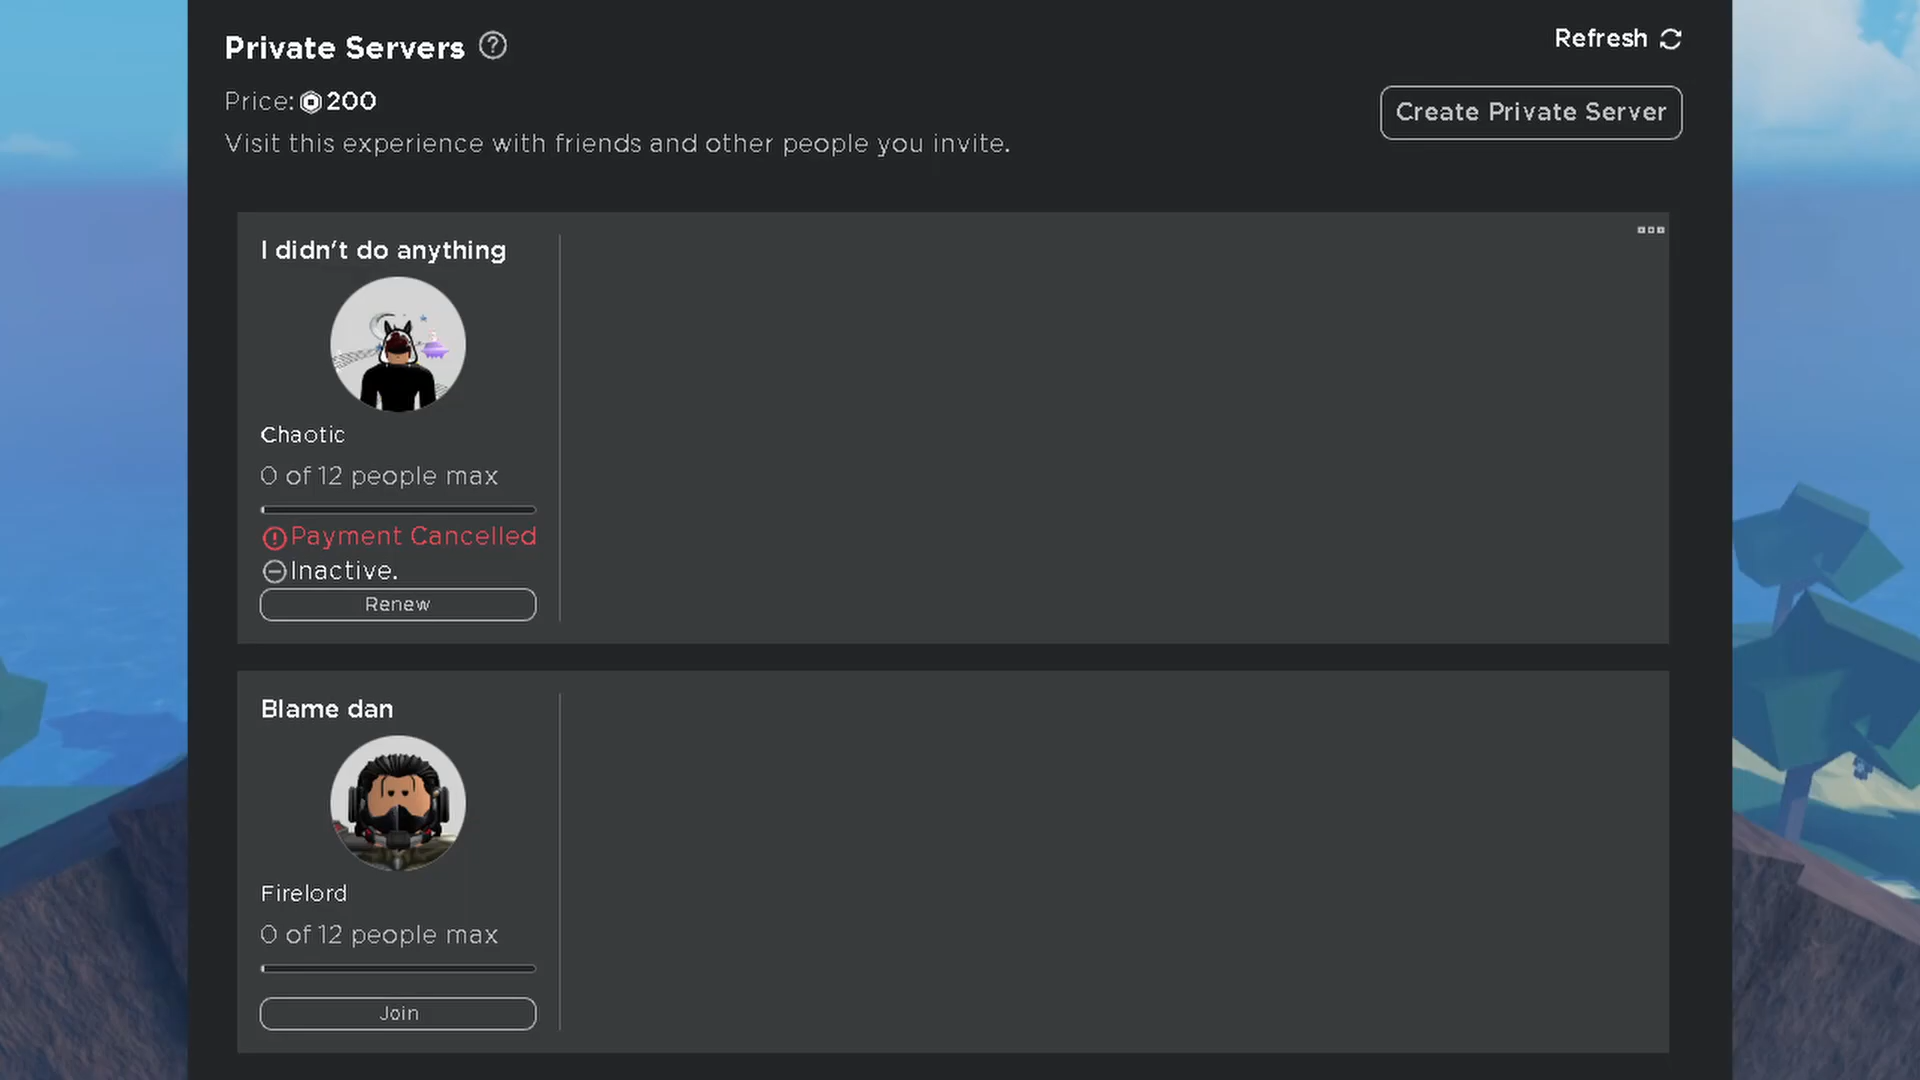 Private Servers
Refresh
Price: 200
Create Private Server
Visit this experience with friends and other people you invite.
I didn't do anything
Chaotic
0 of 12 people max
Payment Cancelled
Inactive.
Renew
Blame dan
Firelord
0 of 12 people max
Join